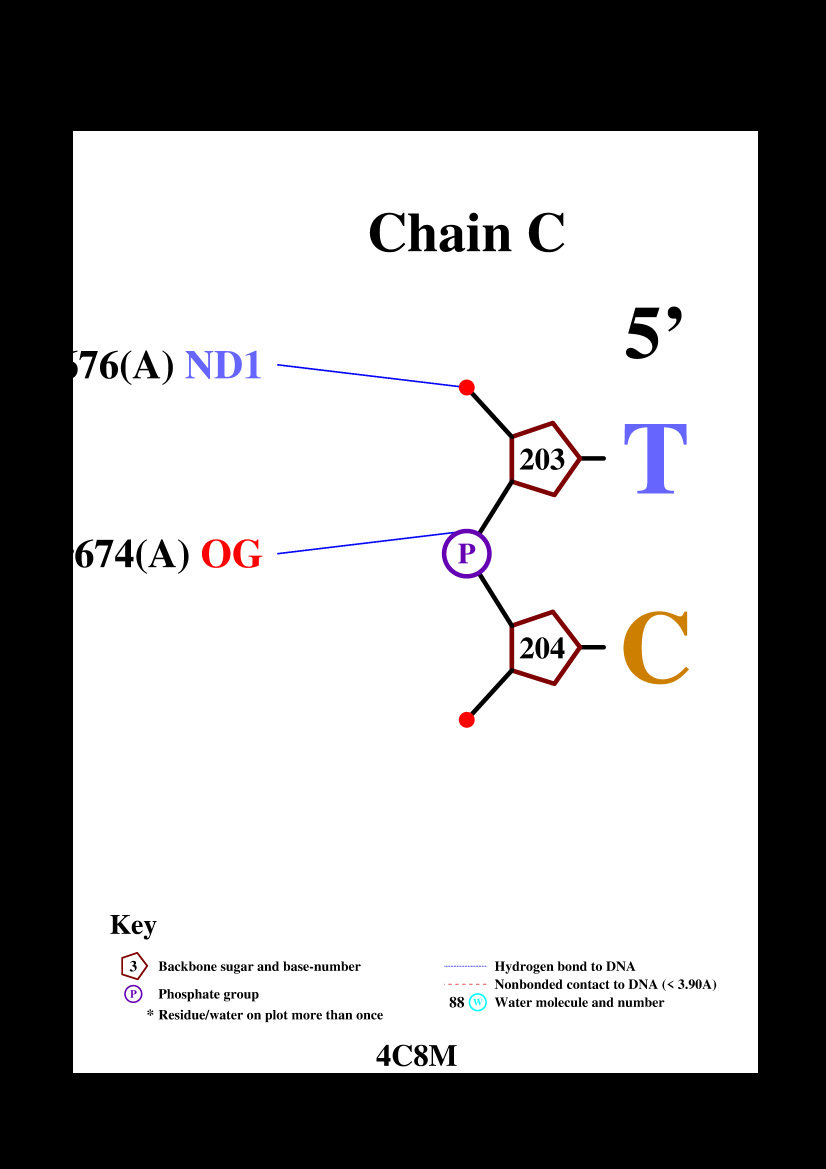 Chain C
5’
676(A) ND1
203
T
674(A) OG
P
204
C
Key
3 Backbone sugar and base-number
P Phosphate group
* Residue/water on plot more than once
Hydrogen bond to DNA
Nonbonded contact to DNA (< 3.90A)
88 W Water molecule and number
4C8M